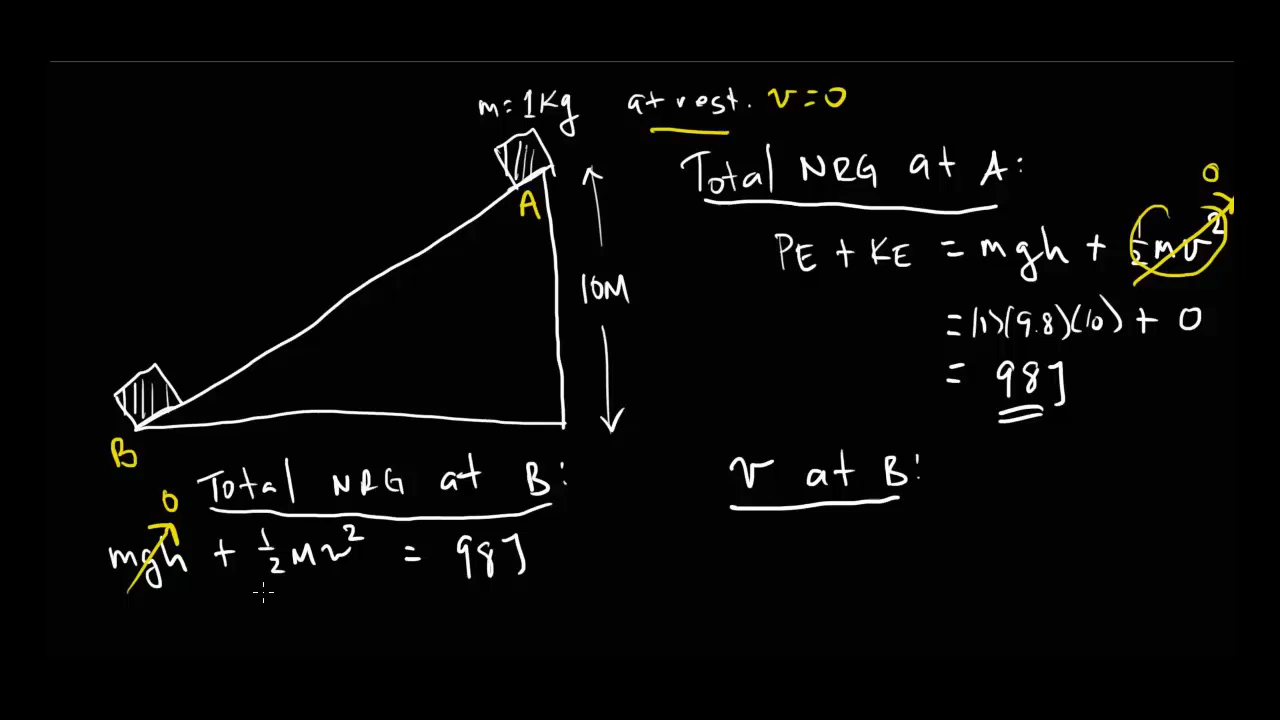 m = 1Kg at rest. v = 0
Total NRG at A:
0
PE + KE = mgh + ½mv²
= (1)(9.8)(10) + 0
= 98J
A
10M
B
Total NRG at B:
0
mgh + ½Mv² = 98J
v at B: